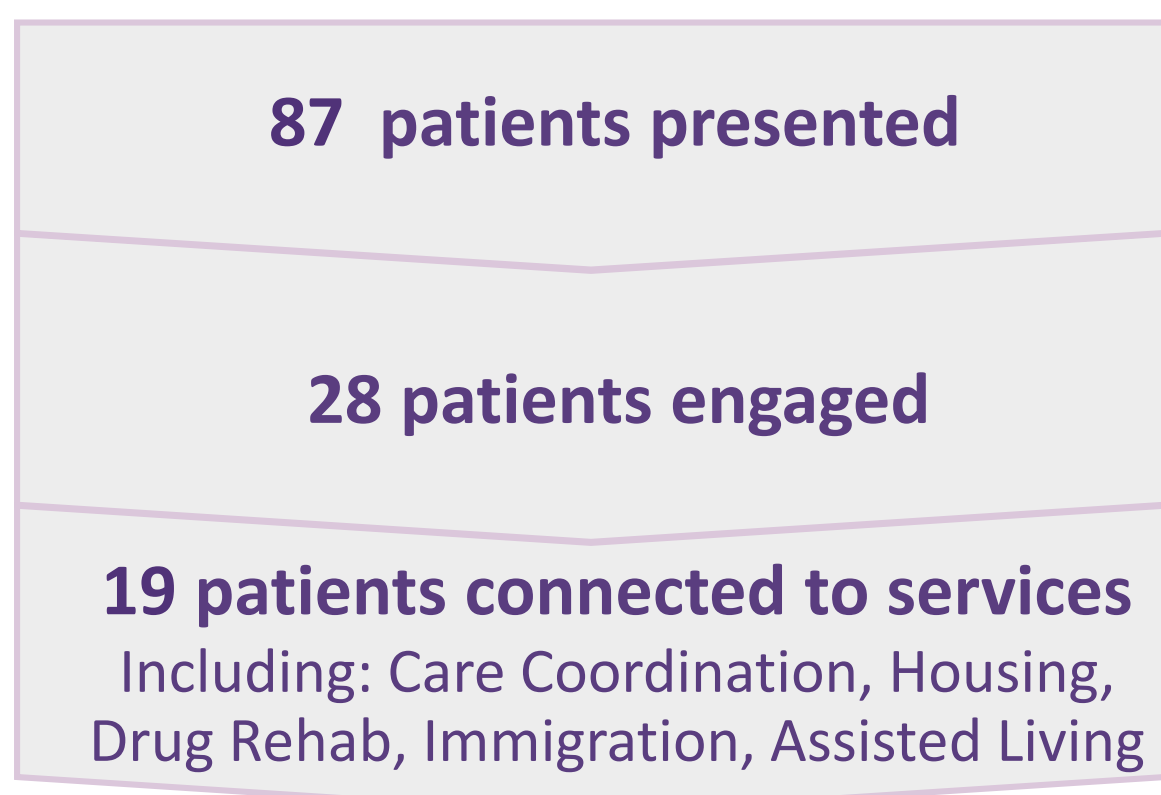 87 patients presented
28 patients engaged
19 patients connected to services
Including: Care Coordination, Housing,
Drug Rehab, Immigration, Assisted Living